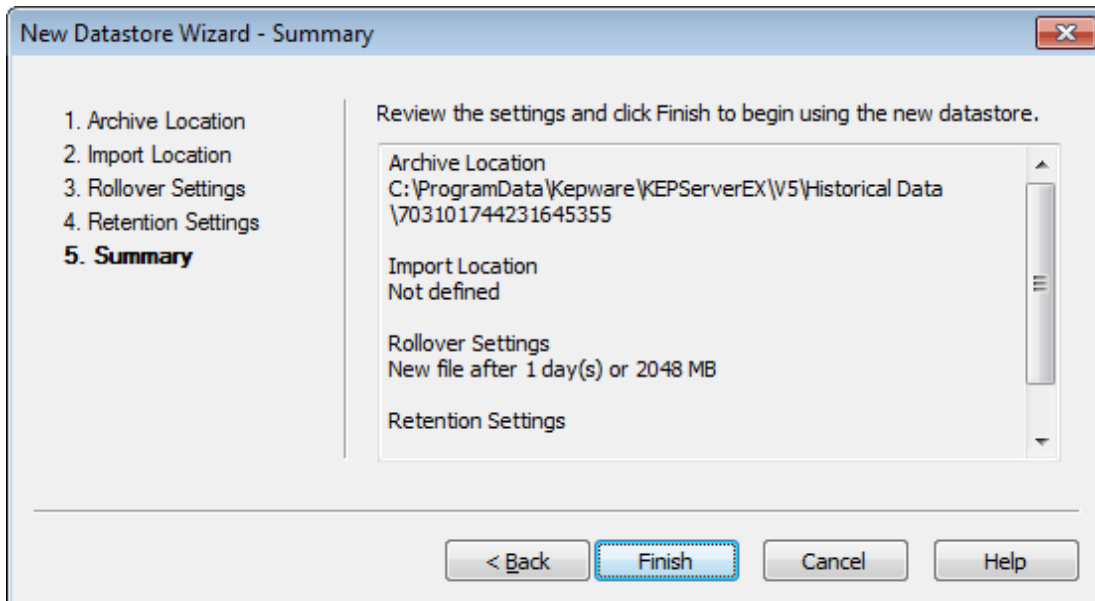 New Datastore Wizard - Summary
1. Archive Location
2. Import Location
3. Rollover Settings
4. Retention Settings
5. Summary
Review the settings and click Finish to begin using the new datastore.
Archive Location
C:\ProgramData\Kepware\KEPServerEX\V5\Historical Data
\703101744231645355
Import Location
Not defined
Rollover Settings
New file after 1 day(s) or 2048 MB
Retention Settings
< Back
Finish
Cancel
Help